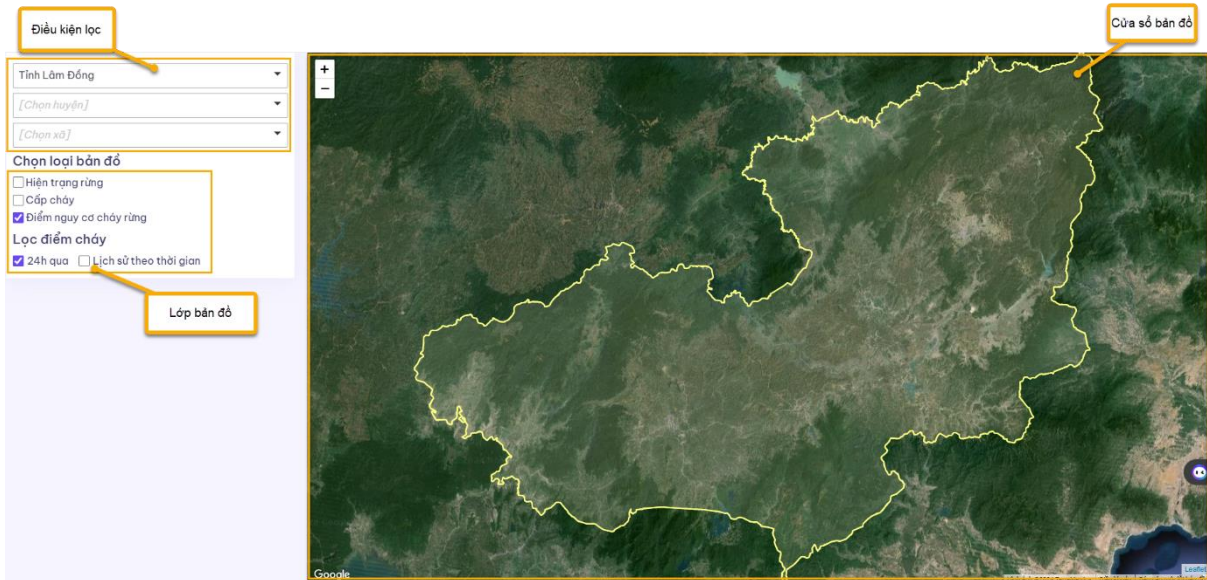 Điều kiện lọc
Cửa sổ bản đồ
Tỉnh Lâm Đồng
[Chọn huyện]
[Chọn xã]
Chọn loại bản đồ
Hiện trạng rừng
Cấp cháy
Điểm nguy cơ cháy rừng
Lọc điểm cháy
24h qua Lịch sử theo thời gian
Lớp bản đồ
+
−
Google
Leaflet